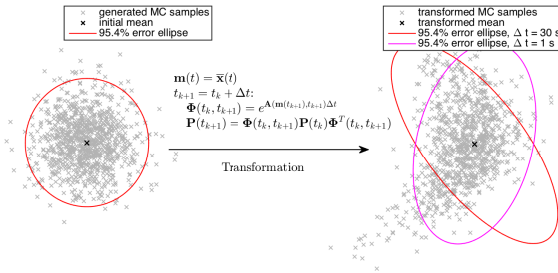 generated MC samples
initial mean
95.4% error ellipse
m(t) = x̄(t)
t_{k+1} = t_k + Δt:
Φ(t_k, t_{k+1}) = e^{A(m(t_{k+1}),t_{k+1})Δt}
P(t_{k+1}) = Φ(t_k, t_{k+1})P(t_k)Φ^T(t_k, t_{k+1})
Transformation
transformed MC samples
transformed mean
95.4% error ellipse, Δ t = 30 s
95.4% error ellipse, Δ t = 1 s